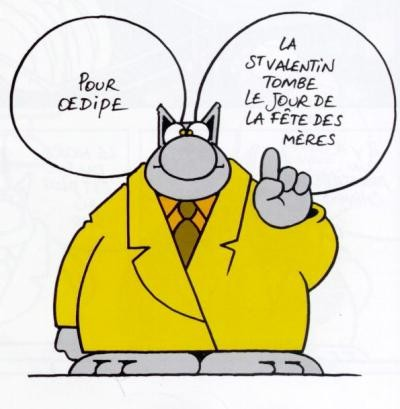 POUR
OEDIPE
LA
ST VALENTIN
TOMBE
LE JOUR DE
LA FÊTE DES
MÈRES